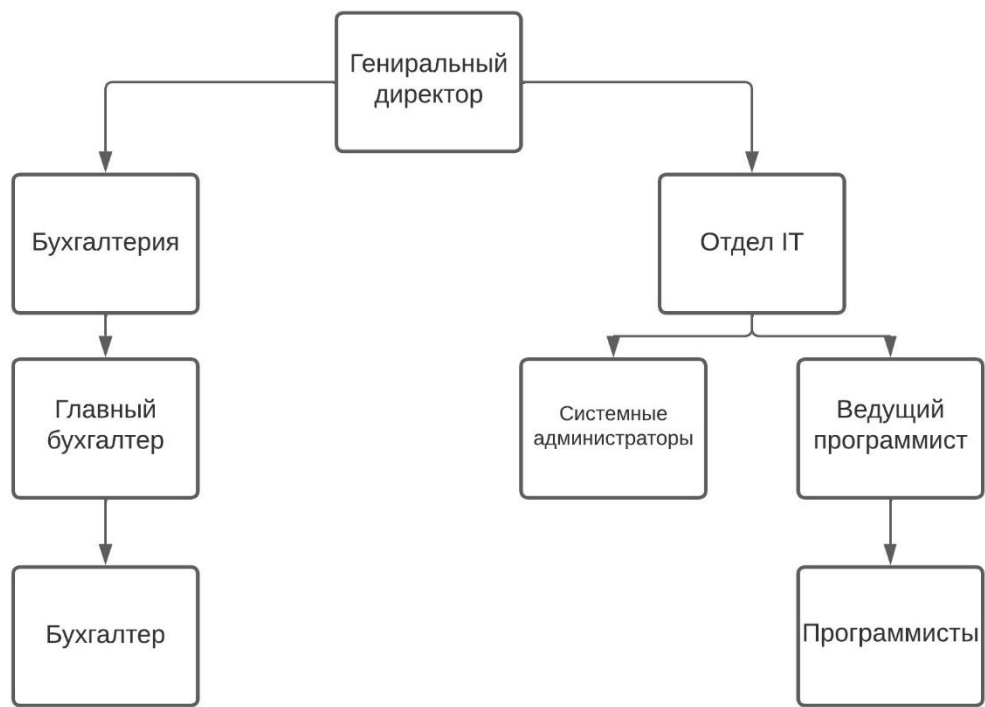 Гениральный
директор
Бухгалтерия
Отдел IT
Главный
бухгалтер
Системные
администраторы
Ведущий
программист
Бухгалтер
Программисты